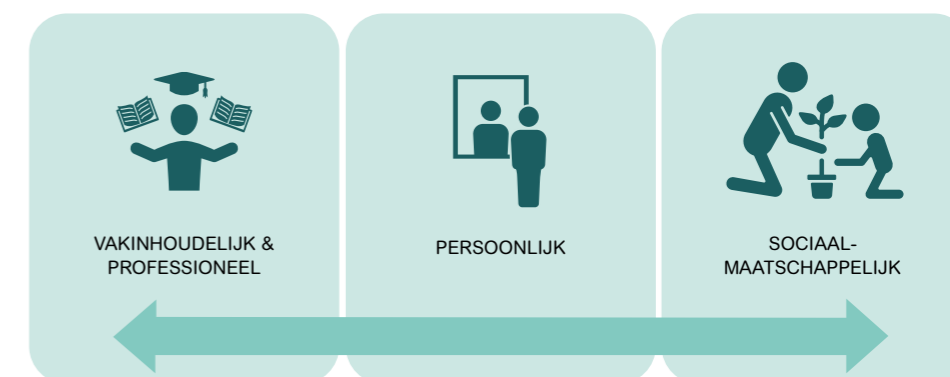 VAKINHOUDELIJK &
PROFESSIONEEL
PERSOONLIJK
SOCIAAL-
MAATSCHAPPELIJK